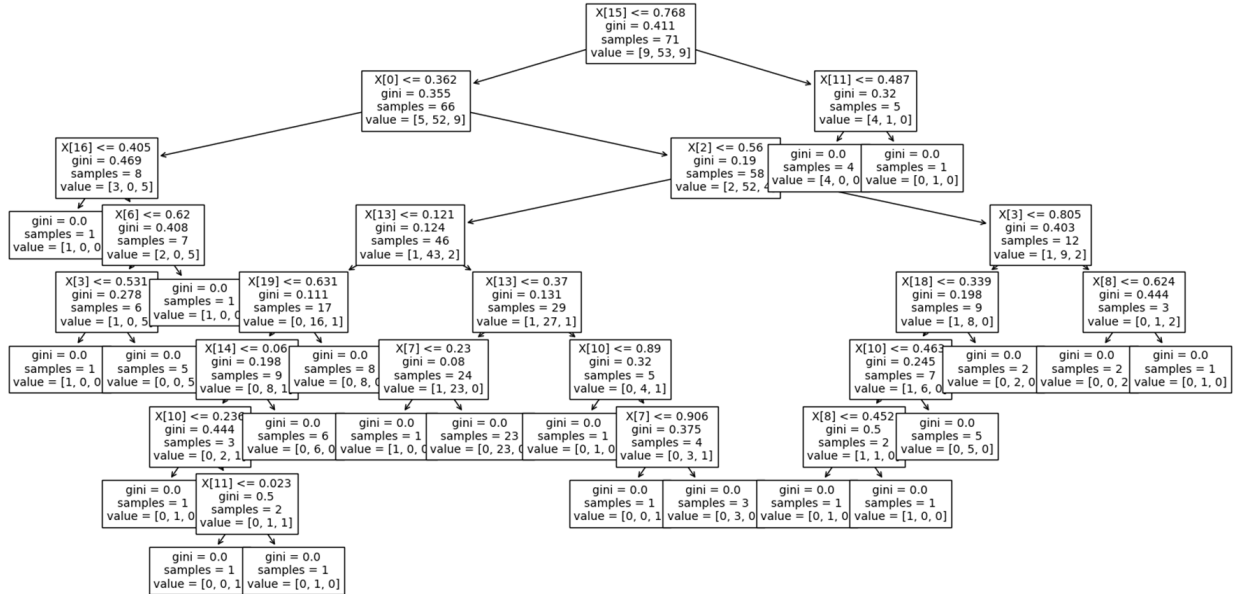 X[15] <= 0.768
gini = 0.411
samples = 71
value = [9, 53, 9]
X[0] <= 0.362
gini = 0.355
samples = 66
value = [5, 52, 9]
X[11] <= 0.487
gini = 0.32
samples = 5
value = [4, 1, 0]
X[16] <= 0.405
gini = 0.469
samples = 8
value = [3, 0, 5]
X[2] <= 0.56
gini = 0.19
samples = 58
value = [2, 52, 4
gini = 0.0
samples = 4
value = [4, 0, 0
gini = 0.0
samples = 1
value = [0, 1, 0]
gini = 0.0
samples = 1
value = [1, 0, 0
X[6] <= 0.62
gini = 0.408
samples = 7
value = [2, 0, 5]
X[13] <= 0.121
gini = 0.124
samples = 46
value = [1, 43, 2]
X[3] <= 0.805
gini = 0.403
samples = 12
value = [1, 9, 2]
X[3] <= 0.531
gini = 0.278
samples = 6
value = [1, 0, 5
gini = 0.0
samples = 1
value = [1, 0, 0
X[19] <= 0.631
gini = 0.111
samples = 17
value = [0, 16, 1]
X[13] <= 0.37
gini = 0.131
samples = 29
value = [1, 27, 1]
X[18] <= 0.339
gini = 0.198
samples = 9
value = [1, 8, 0]
X[8] <= 0.624
gini = 0.444
samples = 3
value = [0, 1, 2]
gini = 0.0
samples = 1
value = [1, 0, 0
gini = 0.0
samples = 5
value = [0, 0, 5
X[14] <= 0.06
gini = 0.198
samples = 9
value = [0, 8, 1
gini = 0.0
samples = 8
value = [0, 8, 0
X[7] <= 0.23
gini = 0.08
samples = 24
value = [1, 23, 0]
X[10] <= 0.89
gini = 0.32
samples = 5
value = [0, 4, 1]
X[10] <= 0.463
gini = 0.245
samples = 7
value = [1, 6, 0
gini = 0.0
samples = 2
value = [0, 2, 0
gini = 0.0
samples = 2
value = [0, 0, 2
gini = 0.0
samples = 1
value = [0, 1, 0]
X[10] <= 0.236
gini = 0.444
samples = 3
value = [0, 2, 1
gini = 0.0
samples = 6
value = [0, 6, 0
gini = 0.0
samples = 1
value = [1, 0, 0
gini = 0.0
samples = 23
value = [0, 23, 0
gini = 0.0
samples = 1
value = [0, 1, 0
X[7] <= 0.906
gini = 0.375
samples = 4
value = [0, 3, 1]
X[8] <= 0.452
gini = 0.5
samples = 2
value = [1, 1, 0
gini = 0.0
samples = 5
value = [0, 5, 0]
gini = 0.0
samples = 1
value = [0, 1, 0
X[11] <= 0.023
gini = 0.5
samples = 2
value = [0, 1, 1]
gini = 0.0
samples = 1
value = [0, 0, 1
gini = 0.0
samples = 3
value = [0, 3, 0
gini = 0.0
samples = 1
value = [0, 1, 0
gini = 0.0
samples = 1
value = [1, 0, 0]
gini = 0.0
samples = 1
value = [0, 0, 1
gini = 0.0
samples = 1
value = [0, 1, 0]